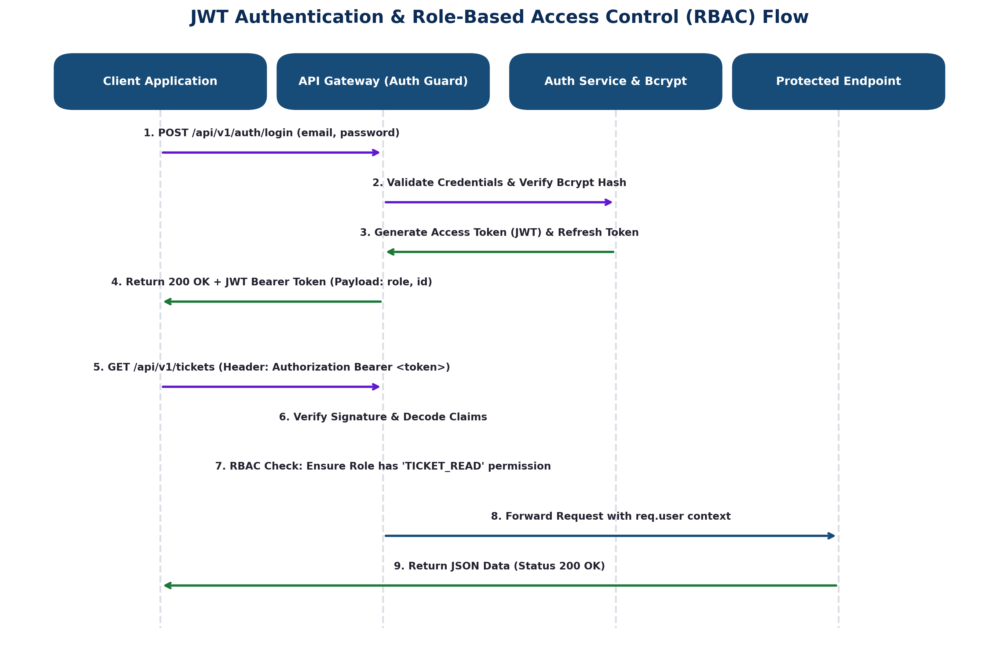 JWT Authentication & Role-Based Access Control (RBAC) Flow
Client Application
API Gateway (Auth Guard)
Auth Service & Bcrypt
Protected Endpoint
1. POST /api/v1/auth/login (email, password)
2. Validate Credentials & Verify Bcrypt Hash
3. Generate Access Token (JWT) & Refresh Token
4. Return 200 OK + JWT Bearer Token (Payload: role, id)
5. GET /api/v1/tickets (Header: Authorization Bearer <token>)
6. Verify Signature & Decode Claims
7. RBAC Check: Ensure Role has 'TICKET_READ' permission
8. Forward Request with req.user context
9. Return JSON Data (Status 200 OK)